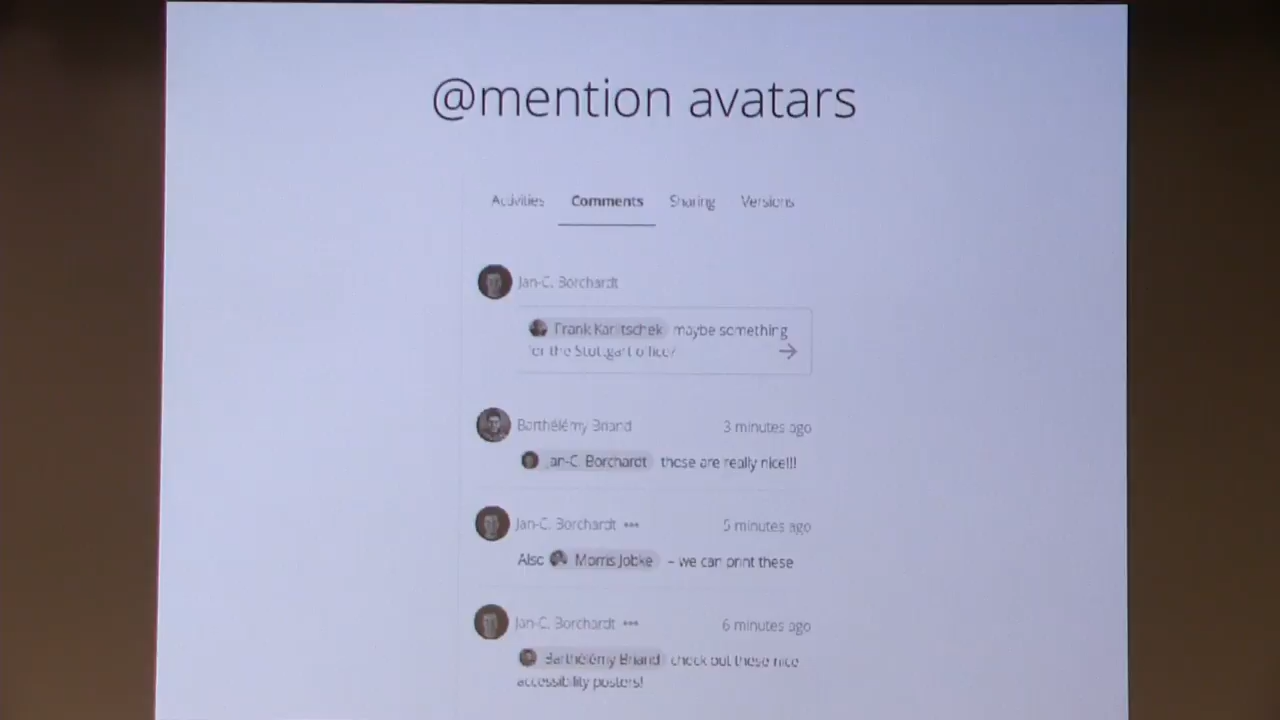 @mention avatars
Activities Comments Sharing Versions
Jan-C. Borchardt
Frank Karlitschek maybe something
for the Stuttgart office?
Barthélémy Briand 3 minutes ago
Jan-C. Borchardt those are really nice!!!
Jan-C. Borchardt ••• 5 minutes ago
Also Morris Jobke – we can print these
Jan-C. Borchardt ••• 6 minutes ago
Barthélémy Briand check out these nice
accessibility posters!